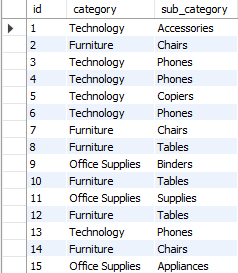 id category sub_category
1 Technology Accessories
2 Furniture Chairs
3 Technology Phones
4 Technology Phones
5 Technology Copiers
6 Technology Phones
7 Furniture Chairs
8 Furniture Tables
9 Office Supplies Binders
10 Furniture Tables
11 Office Supplies Supplies
12 Furniture Tables
13 Technology Phones
14 Furniture Chairs
15 Office Supplies Appliances